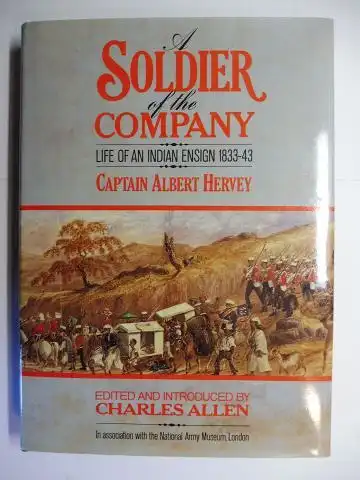 A
SOLDIER
of the
COMPANY
LIFE OF AN INDIAN ENSIGN 1833-43
CAPTAIN ALBERT HERVEY
EDITED AND INTRODUCED BY
CHARLES ALLEN
In association with the National Army Museum, London